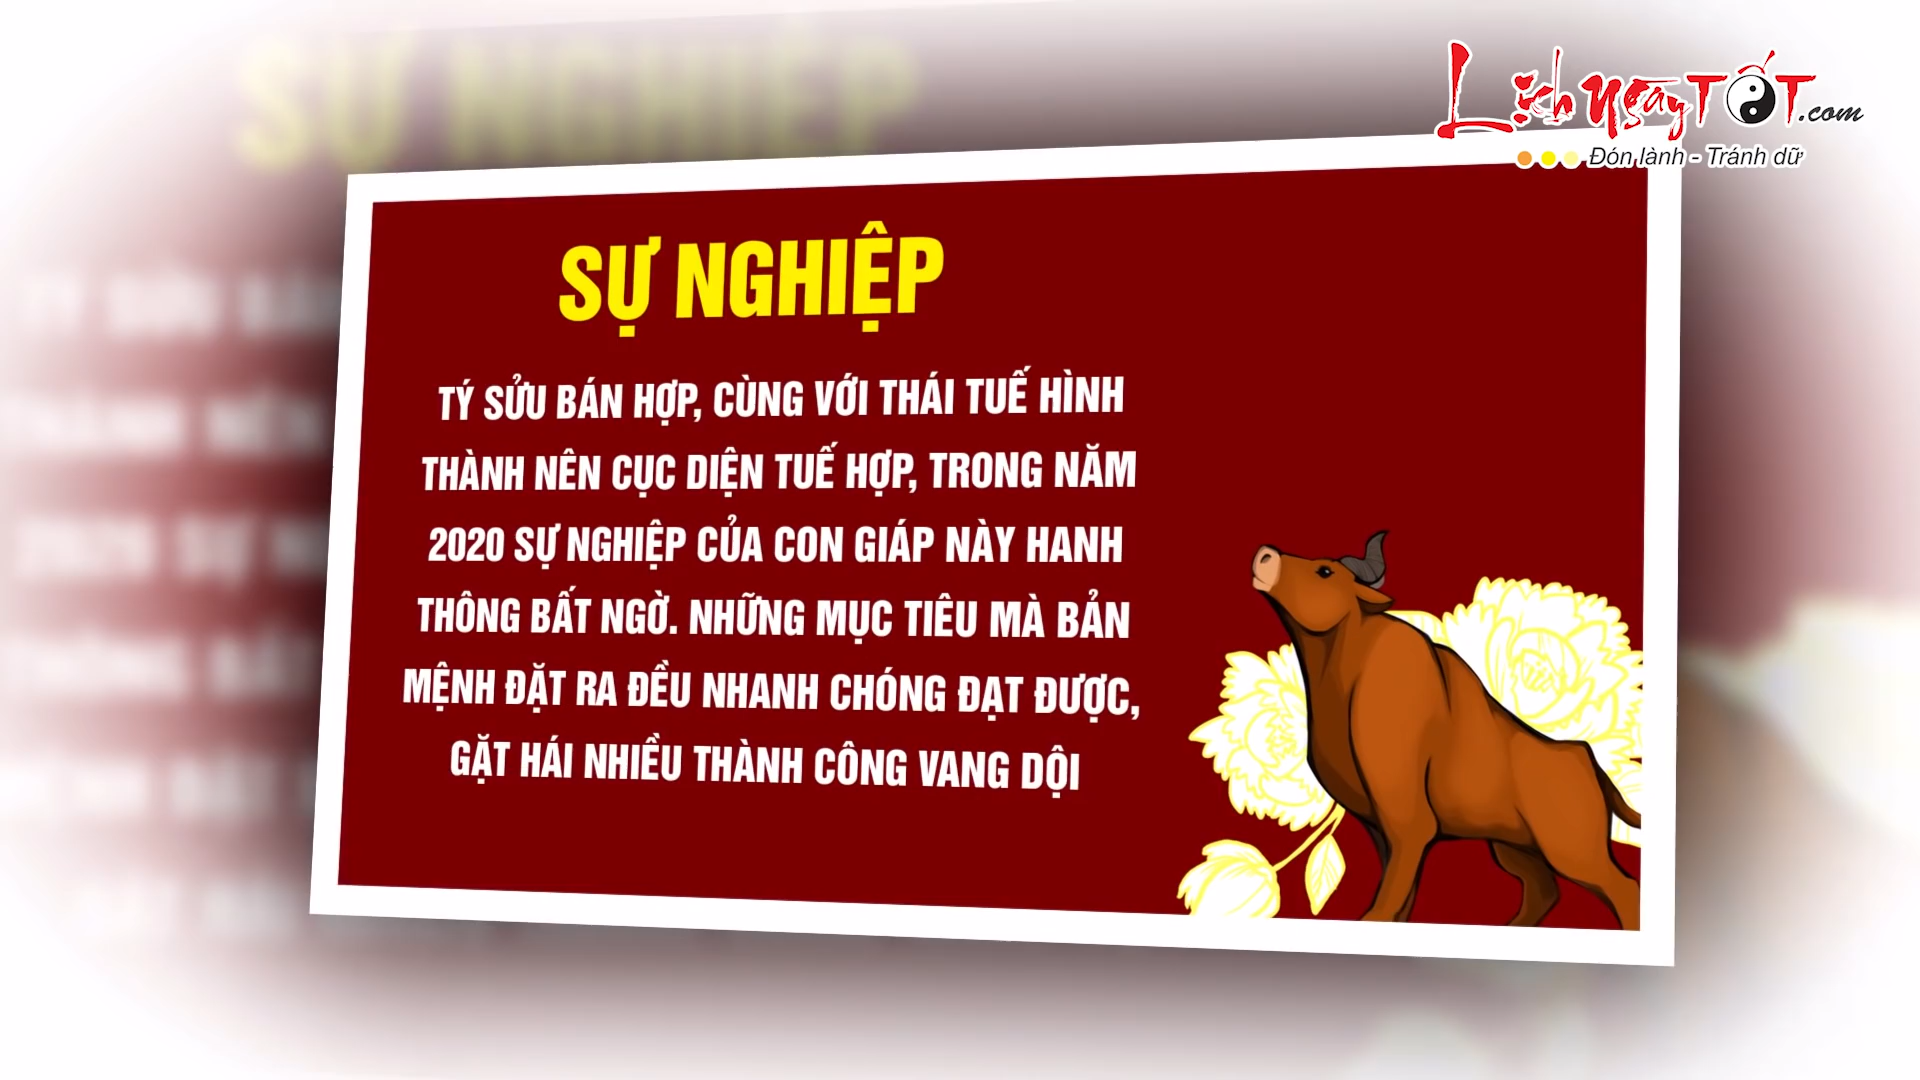 LịchNgàyTỐT.com
Đón lành - Tránh dữ
SỰ NGHIỆP
TÝ SỬU BÁN HỢP, CÙNG VỚI THÁI TUẾ HÌNH
THÀNH NÊN CỤC DIỆN TUẾ HỢP, TRONG NĂM
2020 SỰ NGHIỆP CỦA CON GIÁP NÀY HANH
THÔNG BẤT NGỜ. NHỮNG MỤC TIÊU MÀ BẢN
MỆNH ĐẶT RA ĐỀU NHANH CHÓNG ĐẠT ĐƯỢC,
GẶT HÁI NHIỀU THÀNH CÔNG VANG DỘI